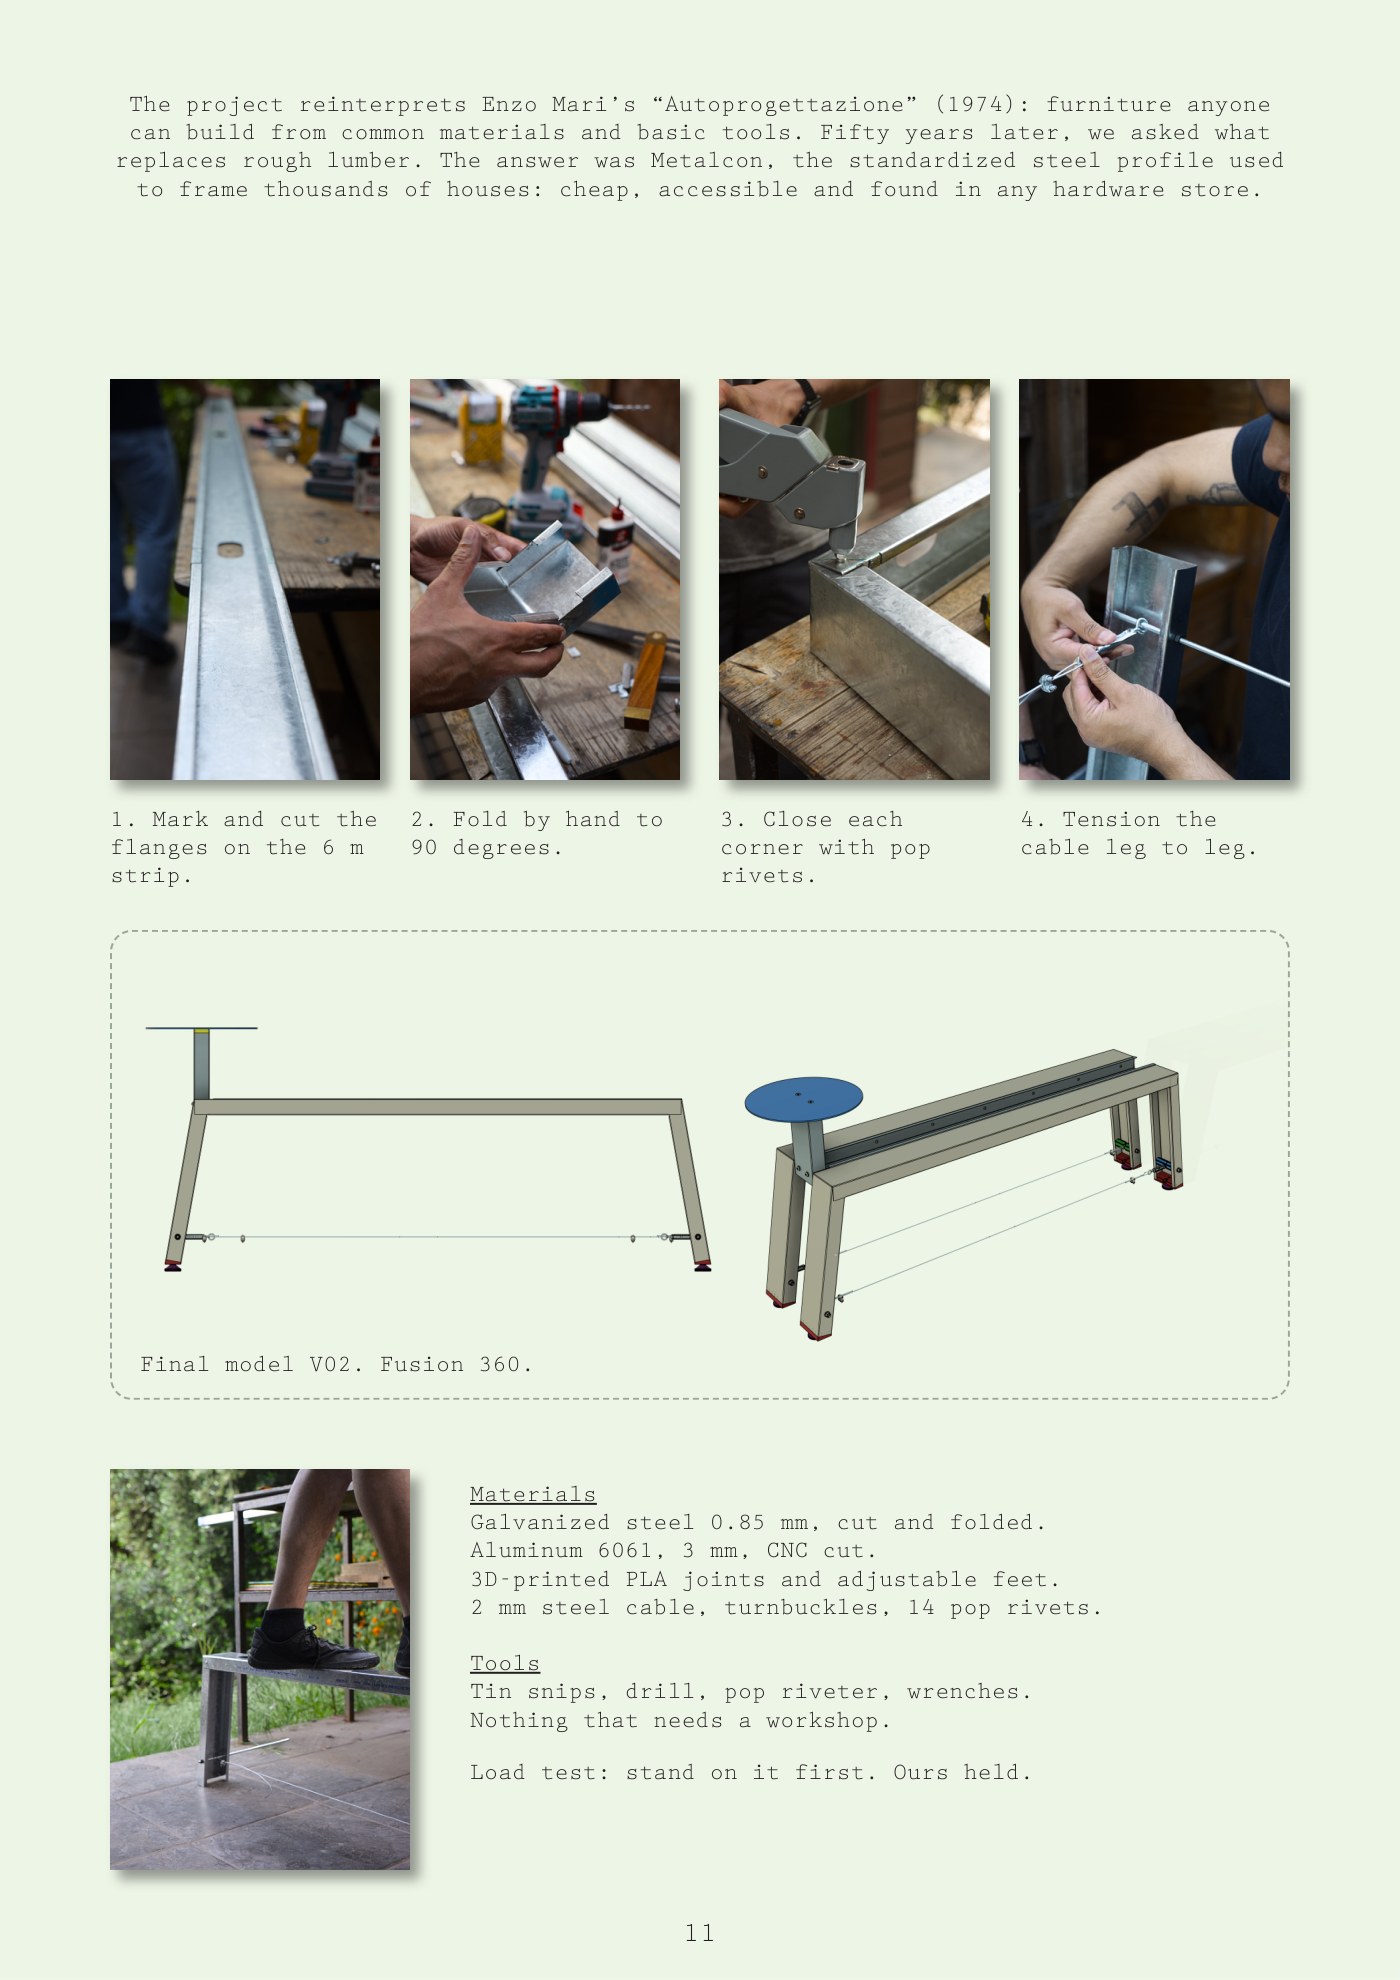 The project reinterprets Enzo Mari’s “Autoprogettazione” (1974): furniture anyone
can build from common materials and basic tools. Fifty years later, we asked what
replaces rough lumber. The answer was Metalcon, the standardized steel profile used
to frame thousands of houses: cheap, accessible and found in any hardware store.
1. Mark and cut the
flanges on the 6 m
strip.
2. Fold by hand to
90 degrees.
3. Close each
corner with pop
rivets.
4. Tension the
cable leg to leg.
Final model V02. Fusion 360.
Materials
Galvanized steel 0.85 mm, cut and folded.
Aluminum 6061, 3 mm, CNC cut.
3D-printed PLA joints and adjustable feet.
2 mm steel cable, turnbuckles, 14 pop rivets.
Tools
Tin snips, drill, pop riveter, wrenches.
Nothing that needs a workshop.
Load test: stand on it first. Ours held.
11